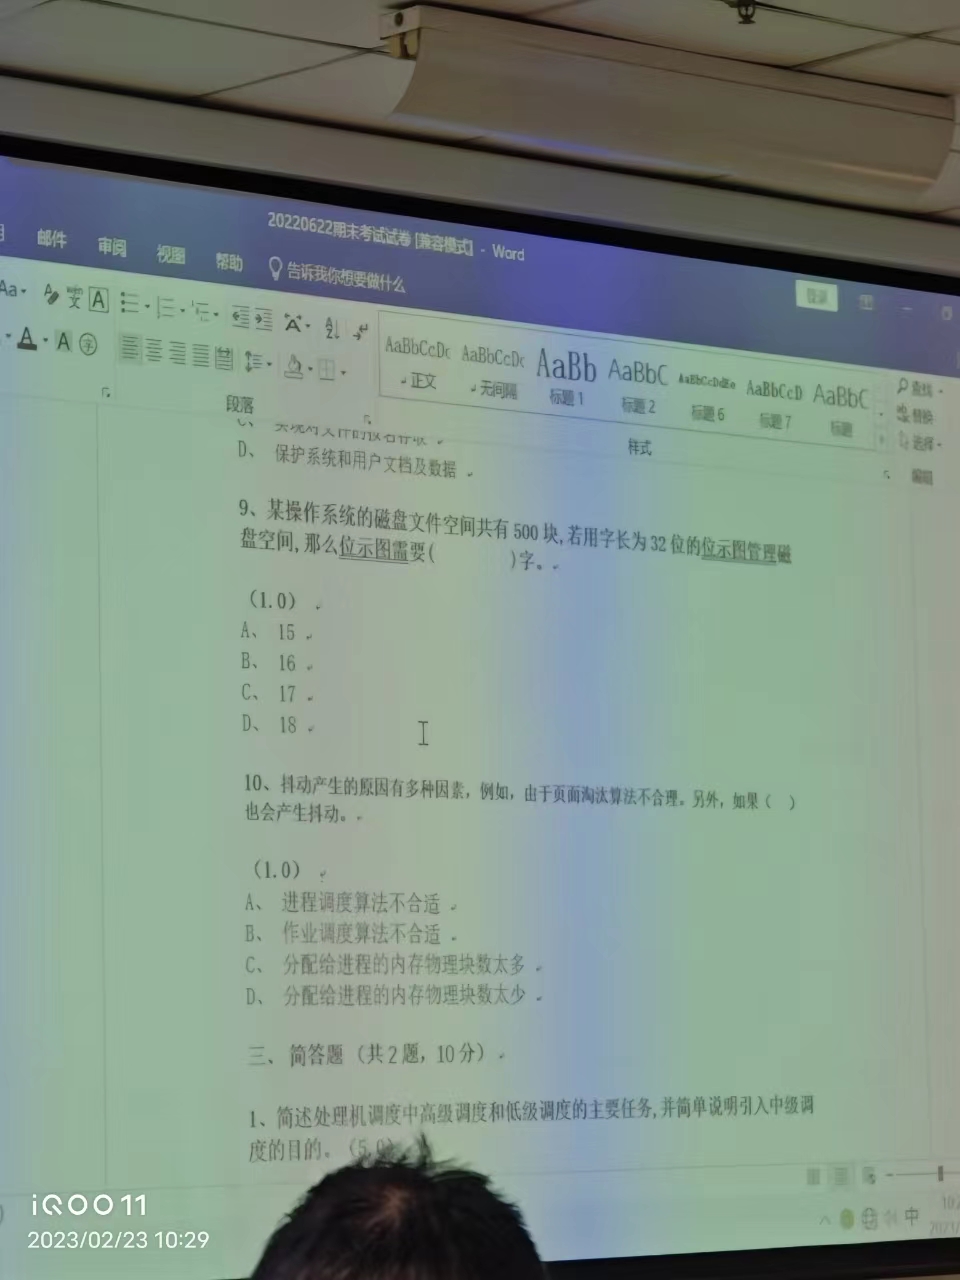 20220622期末考试试卷 [兼容模式] - Word
登录
邮件 审阅 视图 帮助 告诉我你想要做什么
Aa
wén
文 A
A A 字
段落
AaBbCcDc AaBbCcDc AaBb AaBbC AaBbCcDdEe AaBbCcD AaBbC
正文 无间隔 标题 1 标题 2 标题 6 标题 7 标题
样式
查找
替换
选择
编辑
D、 保护系统和用户文档及数据
9、某操作系统的磁盘文件空间共有 500 块,若用字长为 32 位的位示图管理磁
盘空间, 那么位示图需要( )字。
(1.0)
A、 15
B、 16
C、 17
D、 18
10、抖动产生的原因有多种因素，例如，由于页面淘汰算法不合理。另外，如果（ ）
也会产生抖动。
(1.0)
A、 进程调度算法不合适
B、 作业调度算法不合适
C、 分配给进程的内存物理块数太多
D、 分配给进程的内存物理块数太少
三、 简答题 （共 2 题，10 分）
1、简述处理机调度中高级调度和低级调度的主要任务,并简单说明引入中级调
度的目的。（5.0）
中
iQOO 11
2023/02/23 10:29